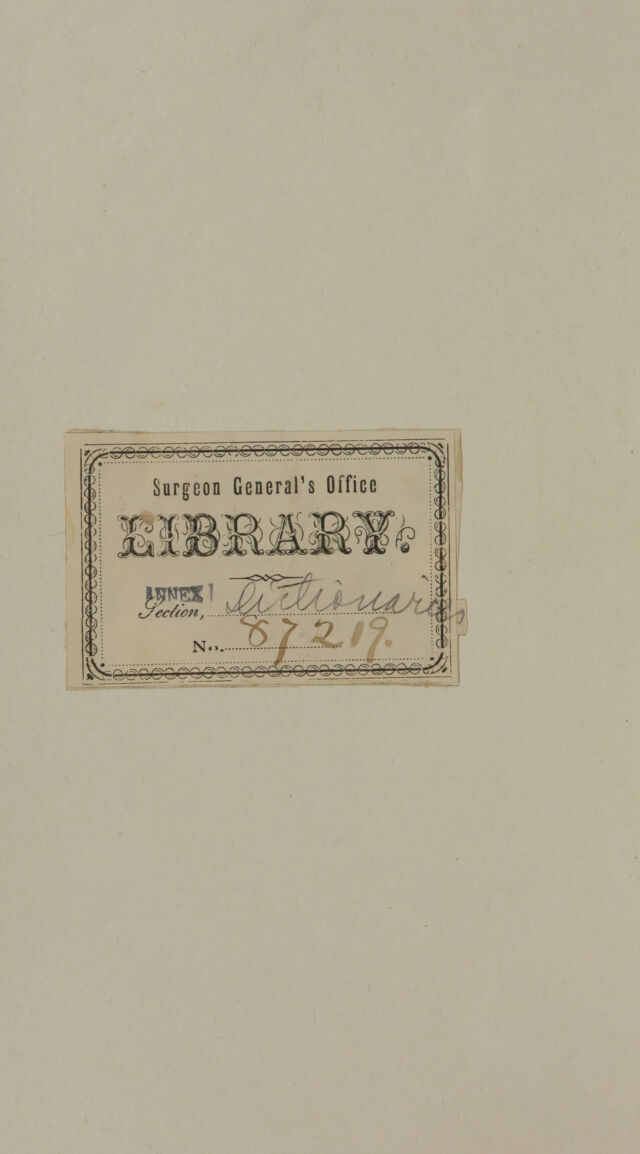 Surgeon General's Office
LIBRARY.
ANNEX
Section, Dictionaries
No. 87219.